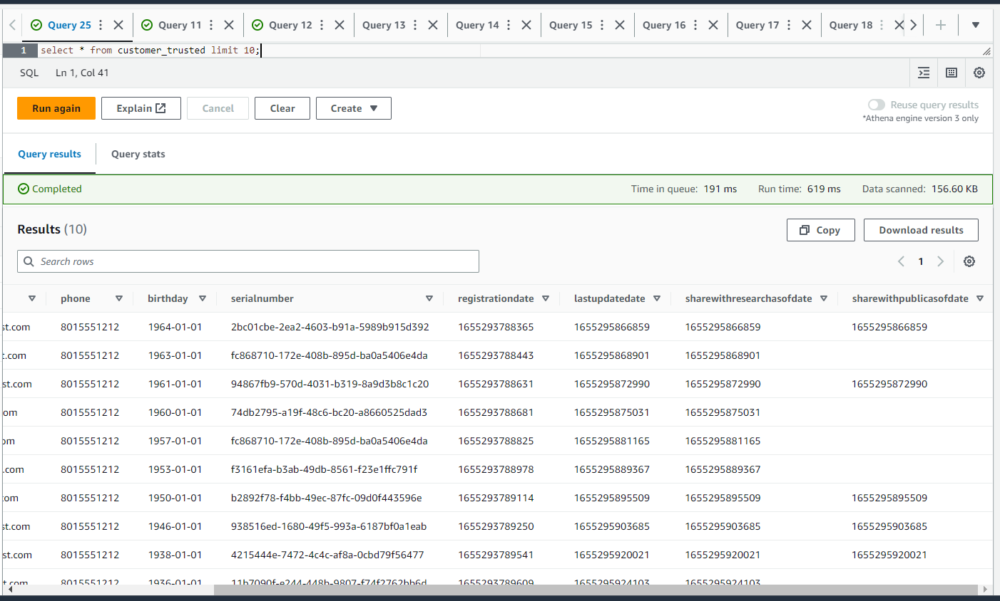 Query 25 Query 11 Query 12 Query 13 Query 14 Query 15 Query 16 Query 17 Query 18
1 select * from customer_trusted limit 10;
SQL Ln 1, Col 41
Run again Explain Cancel Clear Create
Reuse query results
*Athena engine version 3 only
Query results Query stats
Completed Time in queue: 191 ms Run time: 619 ms Data scanned: 156.60 KB
Results (10) Copy Download results
Search rows 1
phone birthday serialnumber registrationdate lastupdatedate sharewithresearchasofdate sharewithpublicasofdate
st.com 8015551212 1964-01-01 2bc01cbe-2ea2-4603-b91a-5989b915d392 1655293788365 1655295866859 1655295866859 1655295866859
t.com 8015551212 1963-01-01 fc868710-172e-408b-895d-ba0a5406e4da 1655293788443 1655295868901 1655295868901
st.com 8015551212 1961-01-01 94867fb9-570d-4031-b319-8a9d3b8c1c20 1655293788631 1655295872990 1655295872990 1655295872990
om 8015551212 1960-01-01 74db2795-a19f-48c6-bc20-a8660525dad3 1655293788681 1655295875031 1655295875031
om 8015551212 1957-01-01 fc868710-172e-408b-895d-ba0a5406e4da 1655293788825 1655295881165 1655295881165
.com 8015551212 1953-01-01 f3161efa-b3ab-49db-8561-f23e1ffc791f 1655293788978 1655295889367 1655295889367
om 8015551212 1950-01-01 b2892f78-f4bb-49ec-87fc-09d0f443596e 1655293789114 1655295895509 1655295895509 1655295895509
st.com 8015551212 1946-01-01 938516ed-1680-49f5-993a-6187bf0a1eab 1655293789250 1655295903685 1655295903685 1655295903685
st.com 8015551212 1938-01-01 4215444e-7472-4c4c-af8a-0cbd79f56477 1655293789541 1655295920021 1655295920021 1655295920021
t.com 8015551212 1936-01-01 11b7090f-e244-448b-9807-f74f2762bb6d 1655293789609 1655295924103 1655295924103